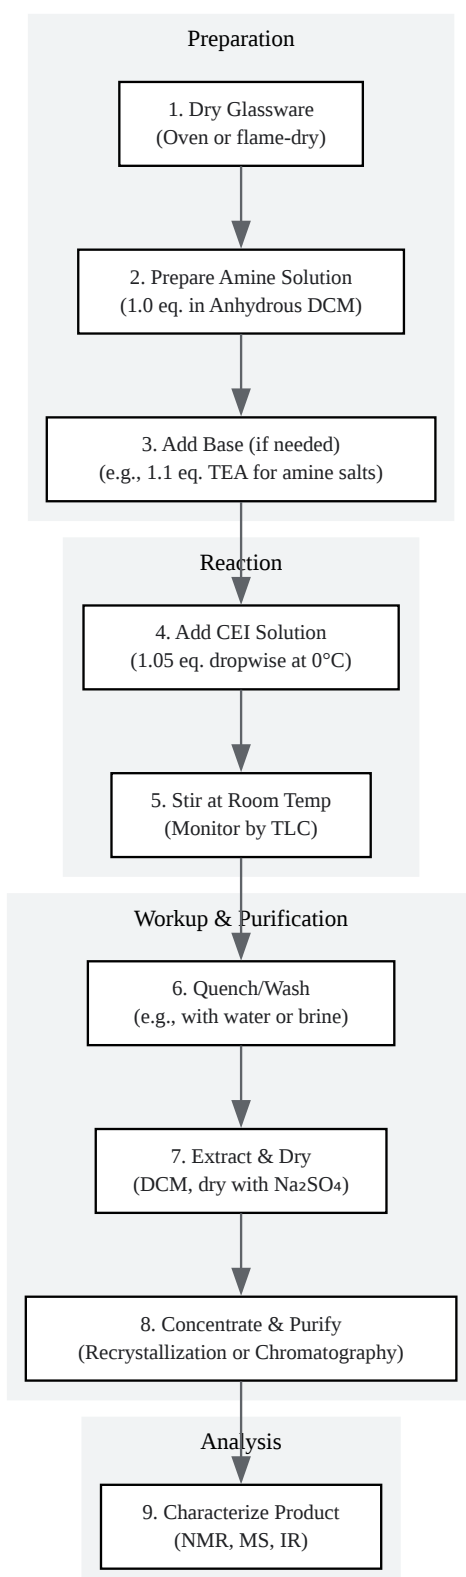 Preparation
1. Dry Glassware
(Oven or flame-dry)
2. Prepare Amine Solution
(1.0 eq. in Anhydrous DCM)
3. Add Base (if needed)
(e.g., 1.1 eq. TEA for amine salts)
Reaction
4. Add CEI Solution
(1.05 eq. dropwise at 0°C)
5. Stir at Room Temp
(Monitor by TLC)
Workup & Purification
6. Quench/Wash
(e.g., with water or brine)
7. Extract & Dry
(DCM, dry with Na₂SO₄)
8. Concentrate & Purify
(Recrystallization or Chromatography)
Analysis
9. Characterize Product
(NMR, MS, IR)